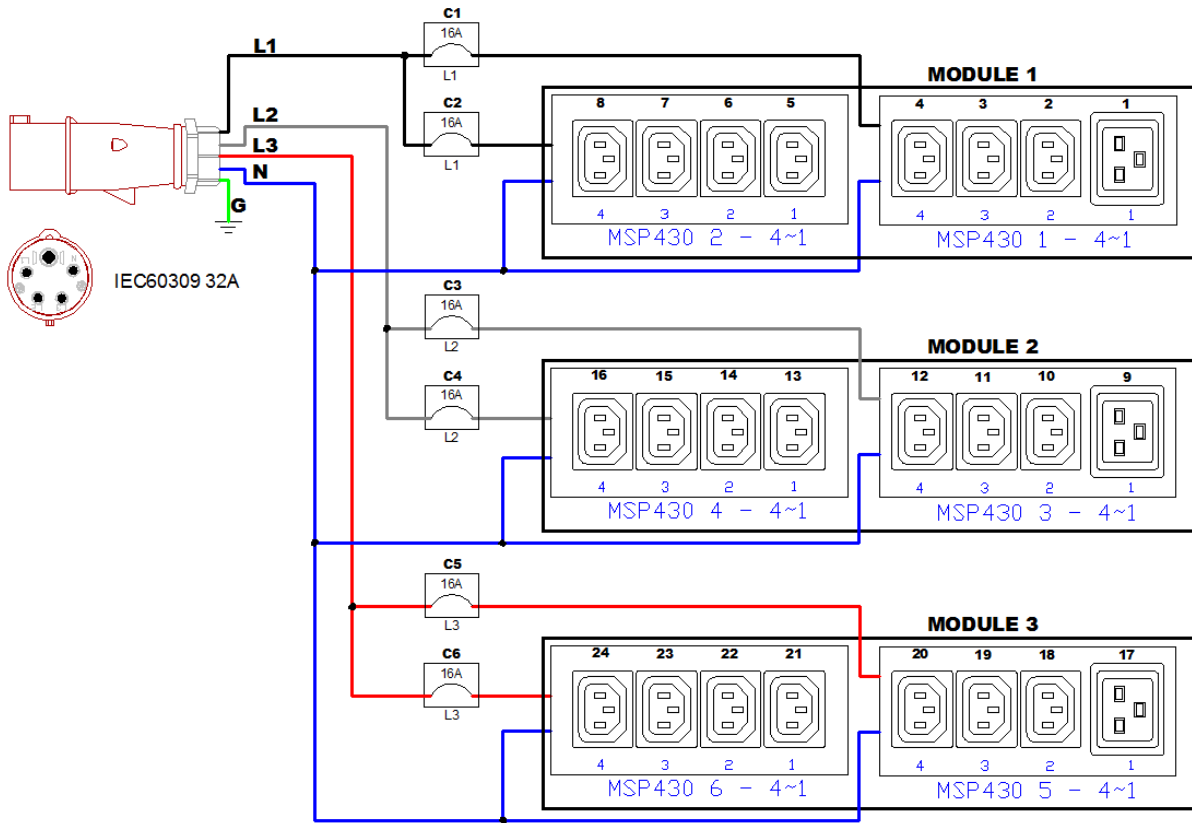 C1
16A
L1
L1
C2
16A
L1
L2
L3
N
G
IEC60309 32A
MODULE 1
8 7 6 5 4 3 2 1
4 3 2 1 4 3 2 1
MSP430 2 - 4~1 MSP430 1 - 4~1
C3
16A
L2
C4
16A
L2
MODULE 2
16 15 14 13 12 11 10 9
4 3 2 1 4 3 2 1
MSP430 4 - 4~1 MSP430 3 - 4~1
C5
16A
L3
C6
16A
L3
MODULE 3
24 23 22 21 20 19 18 17
4 3 2 1 4 3 2 1
MSP430 6 - 4~1 MSP430 5 - 4~1